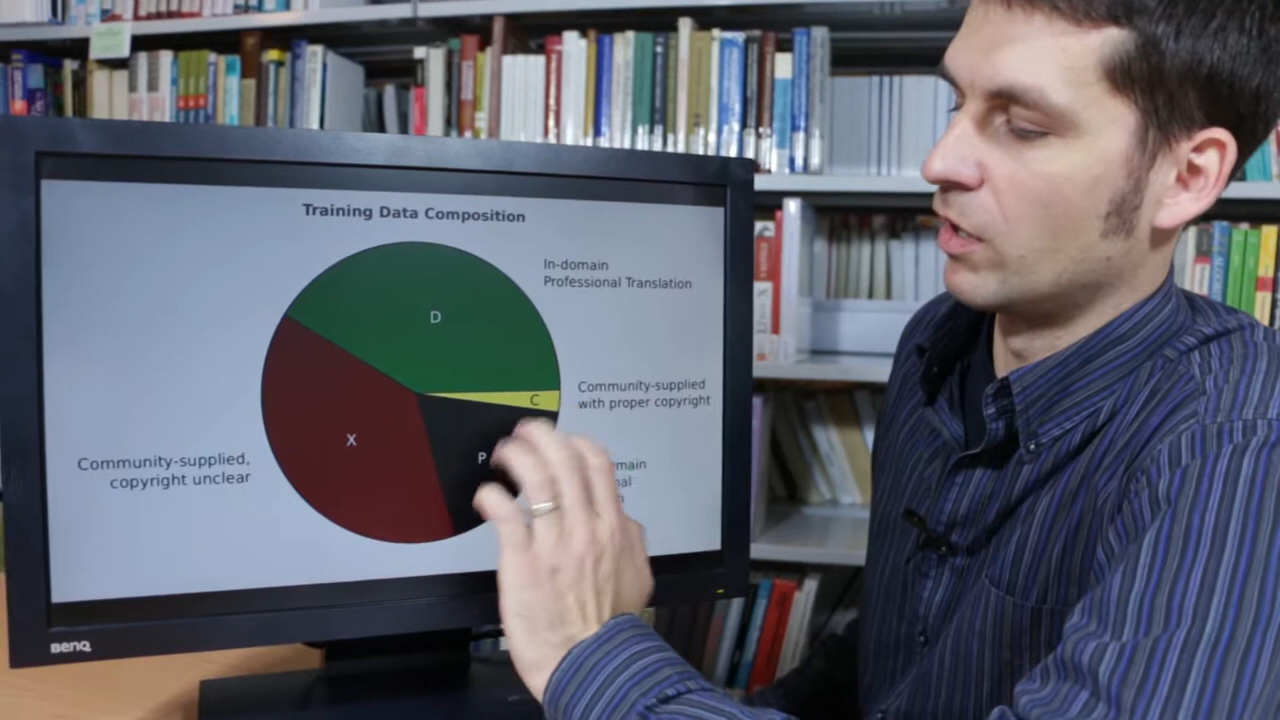 Training Data Composition
In-domain
Professional Translation
D
C
Community-supplied
with proper copyright
X
P
Community-supplied,
copyright unclear
BenQ